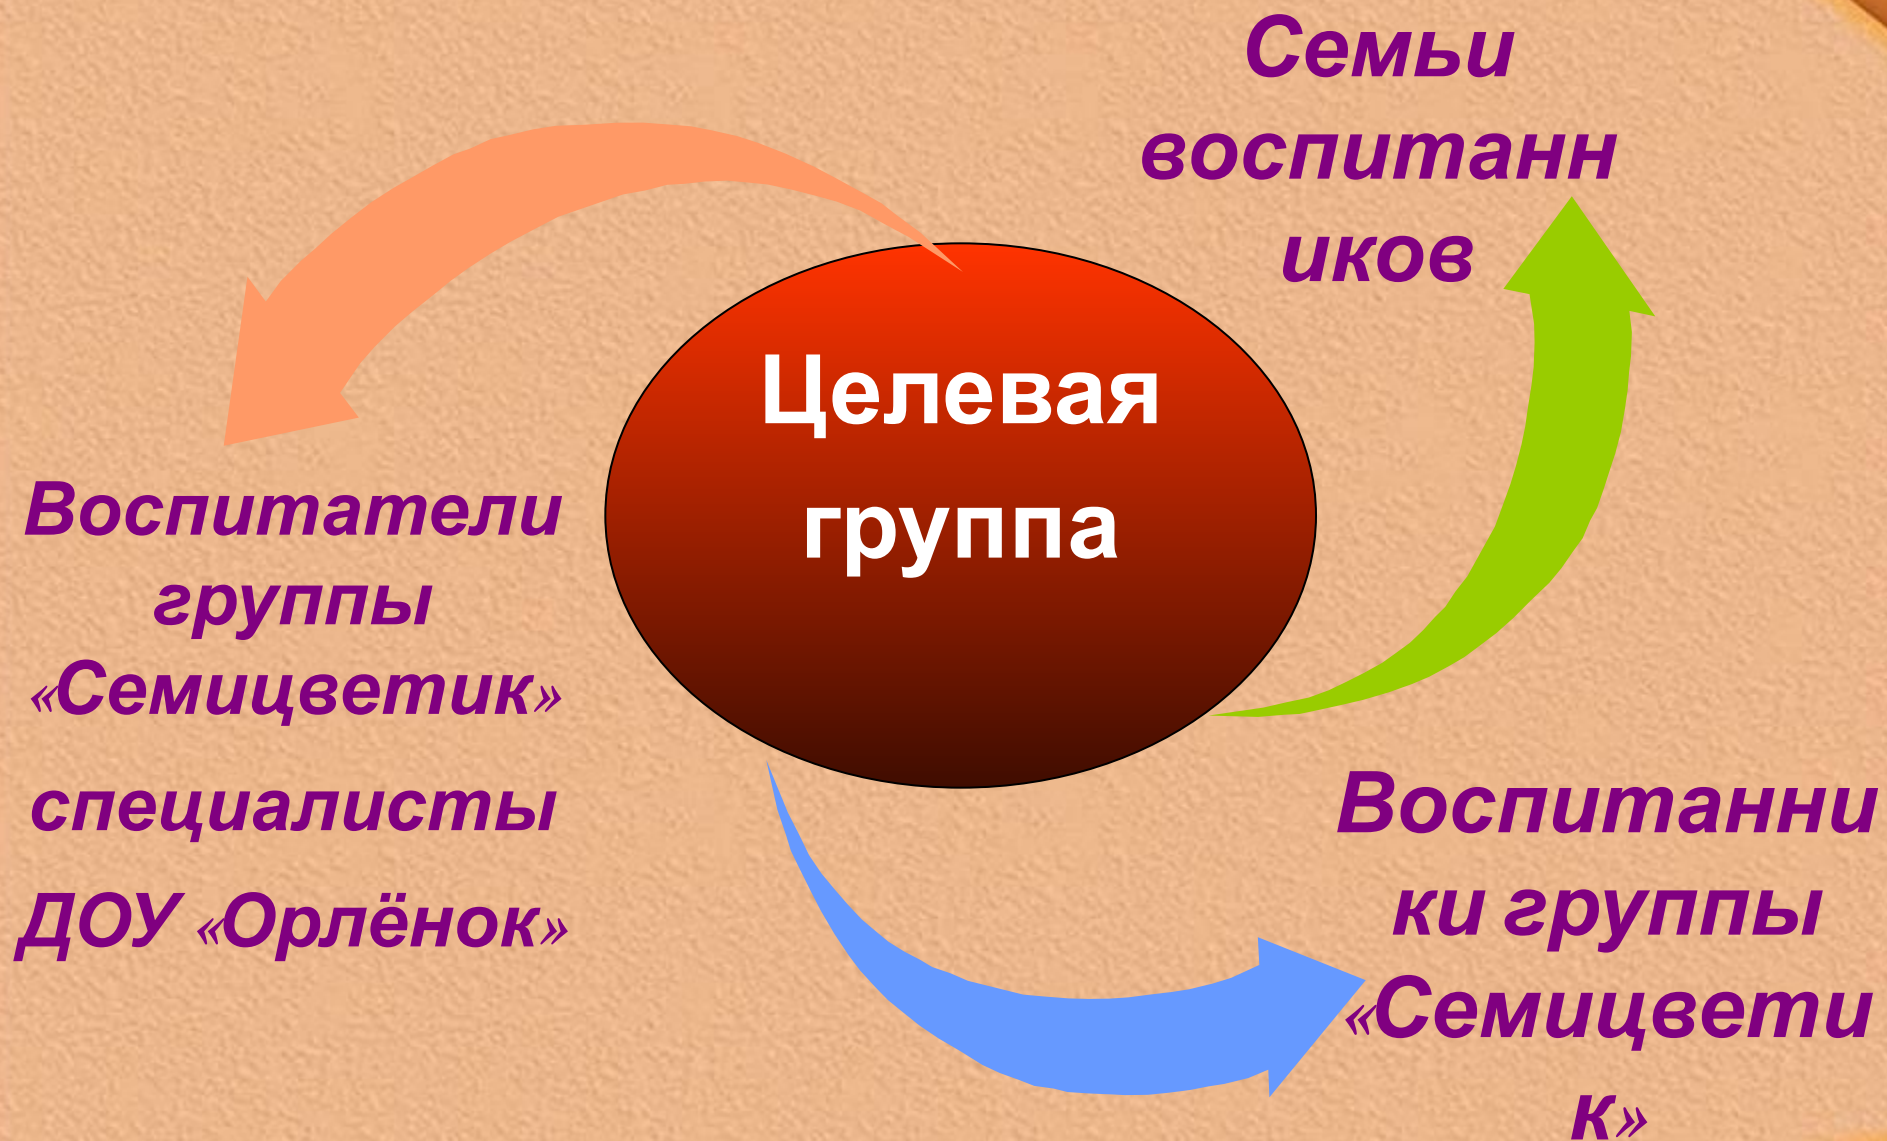 Семьи
воспитанн
иков
Целевая
группа
Воспитатели
группы
«Семицветик»
специалисты
ДОУ «Орлёнок»
Воспитанни
ки группы
«Семицвети
к»